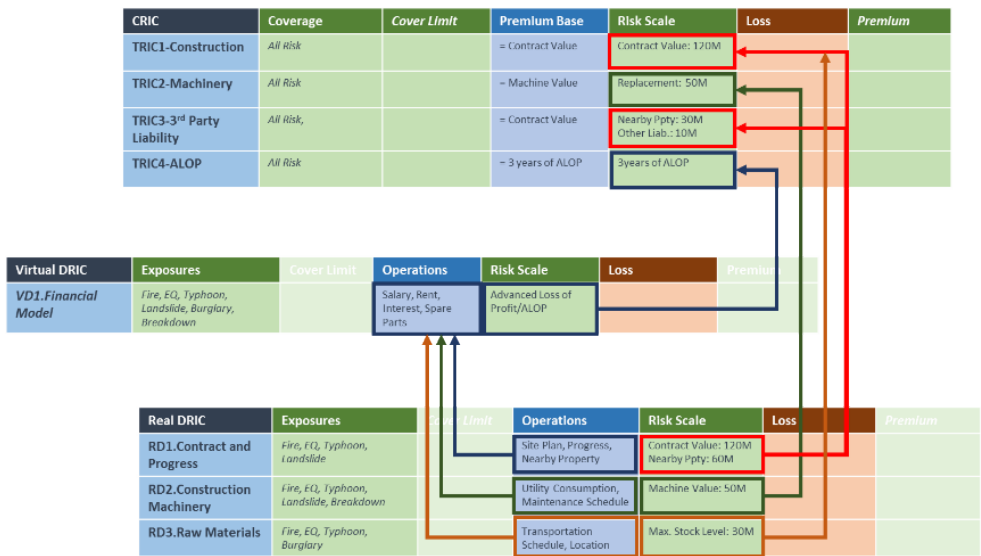 CRIC Coverage Cover Limit Premium Base Risk Scale Loss Premium
TRIC1-Construction All Risk = Contract Value Contract Value: 120M
TRIC2-Machinery All Risk – Machine Value Replacement: 50M
TRIC3-3rd Party All Risk, = Contract Value Nearby Ppty: 30M
Liability Other Liab.: 10M
TRIC4-ALOP All Risk – 3 years of ALOP 3years of ALOP
Virtual DRIC Exposures Cover Limit Operations Risk Scale Loss Premium
VD1.Financial Fire, EQ, Typhoon, Salary, Rent, Advanced Loss of
Model Landslide, Burglary, Interest, Spare Profit/ALOP
Breakdown Parts
Real DRIC Exposures Cover Limit Operations Risk Scale Loss Premium
RD1.Contract and Fire, EQ, Typhoon, Site Plan, Progress, Contract Value: 120M
Progress Landslide Nearby Property Nearby Ppty: 60M
RD2.Construction Fire, EQ, Typhoon, Utility Consumption, Machine Value: 50M
Machinery Landslide, Breakdown Maintenance Schedule
RD3.Raw Materials Fire, EQ, Typhoon, Transportation Max. Stock Level: 30M
Burglary Schedule, Location